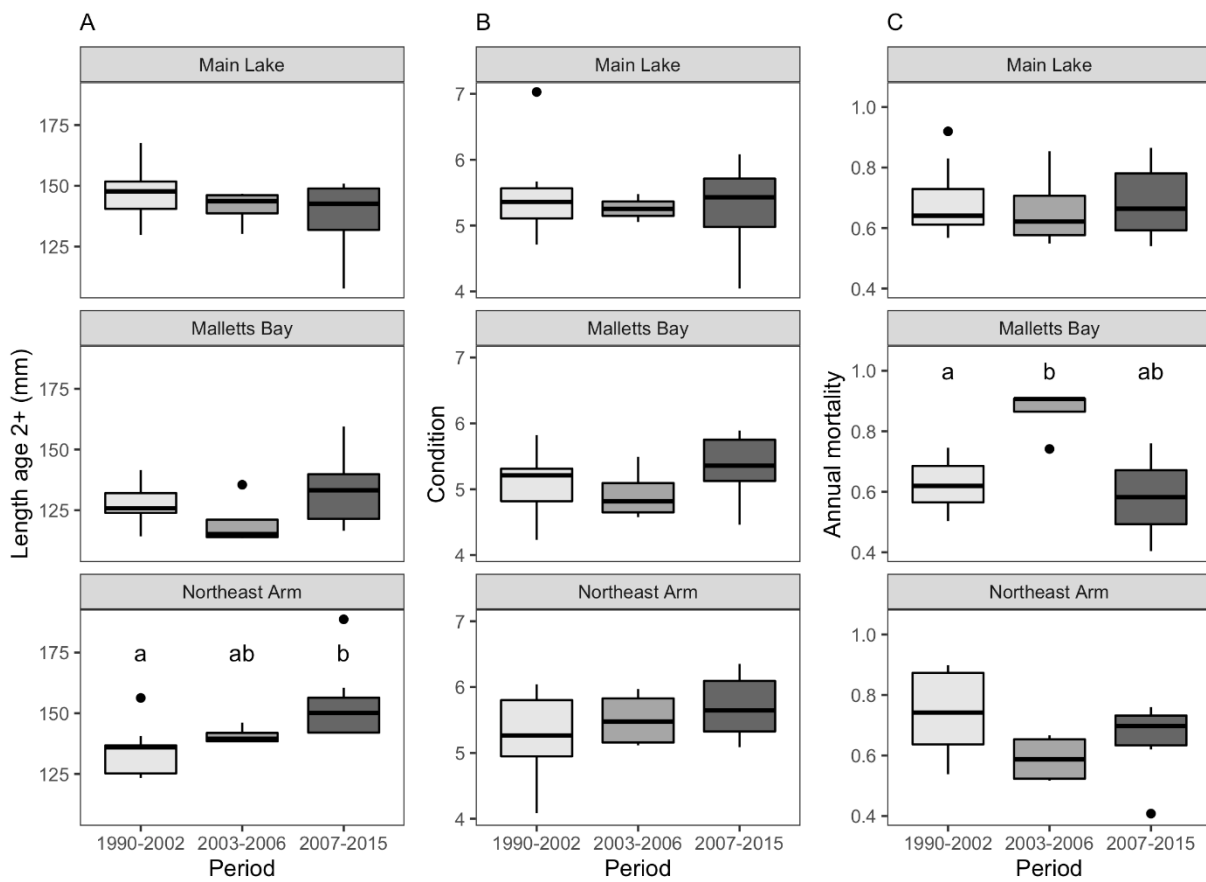 A
B
C
Main Lake
Main Lake
Main Lake
175
150
125
7
6
5
4
1.0
0.8
0.6
0.4
Malletts Bay
Malletts Bay
Malletts Bay
175
150
125
7
6
5
4
1.0
0.8
0.6
0.4
a
b
ab
Length age 2+ (mm)
Condition
Annual mortality
Northeast Arm
Northeast Arm
Northeast Arm
175
150
125
a
ab
b
7
6
5
4
1.0
0.8
0.6
0.4
1990-2002
2003-2006
2007-2015
1990-2002
2003-2006
2007-2015
1990-2002
2003-2006
2007-2015
Period
Period
Period